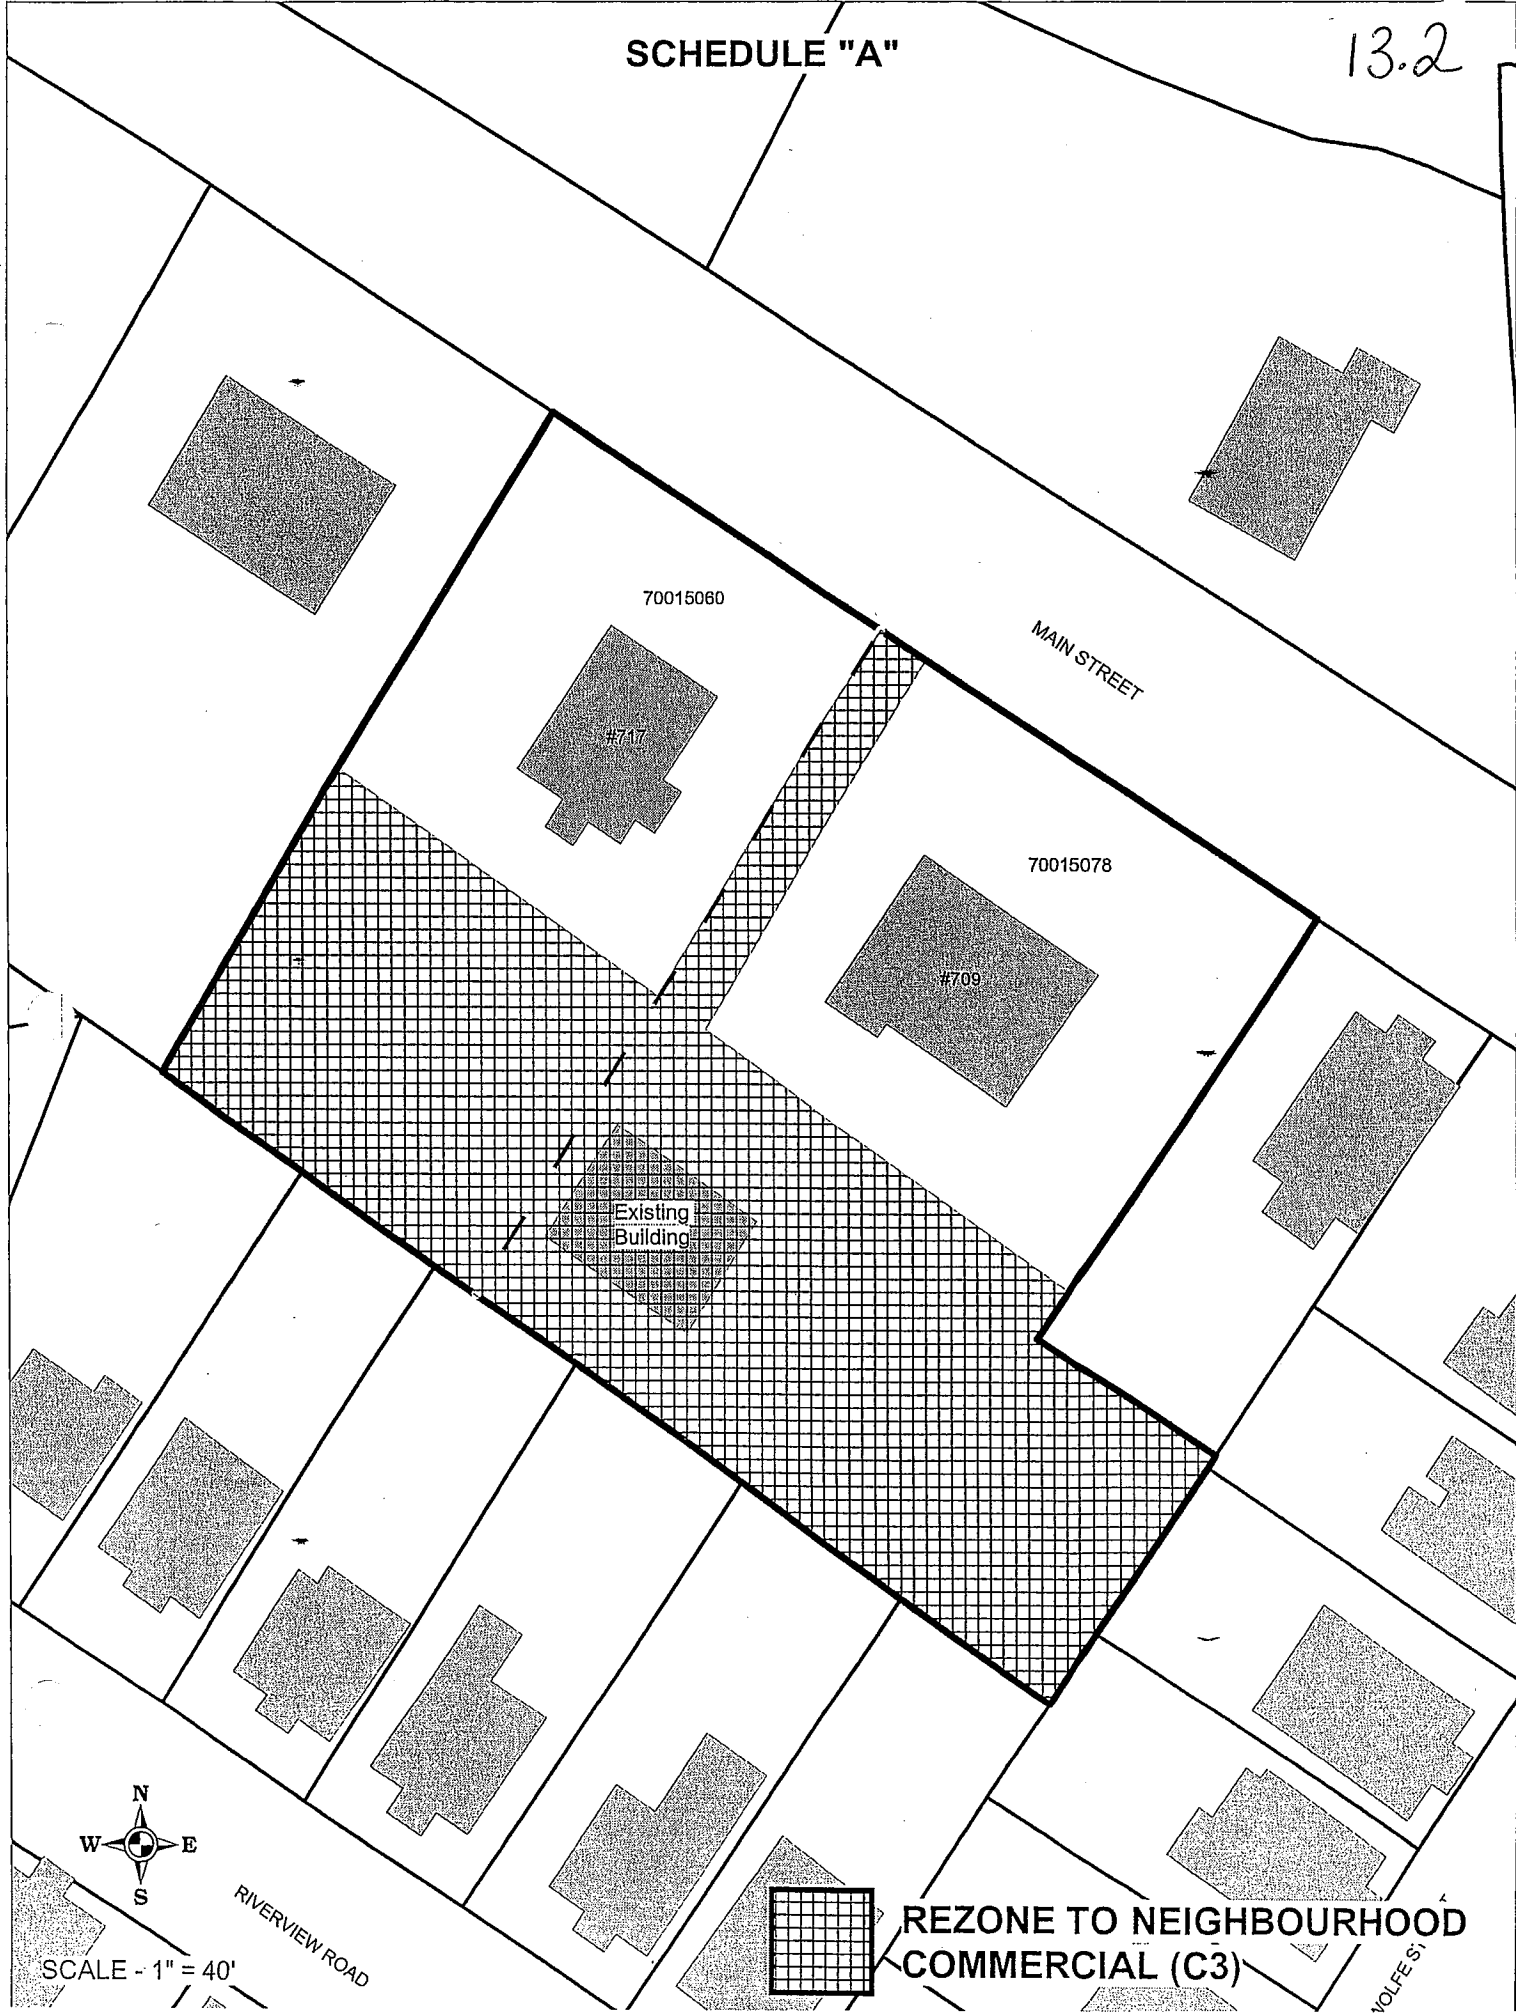 SCHEDULE "A"
13.2
70015060
MAIN STREET
#717
70015078
#709
Existing
Building
N
W E
S
RIVERVIEW ROAD
SCALE - 1" = 40'
REZONE TO NEIGHBOURHOOD
COMMERCIAL (C3)
WOLFE